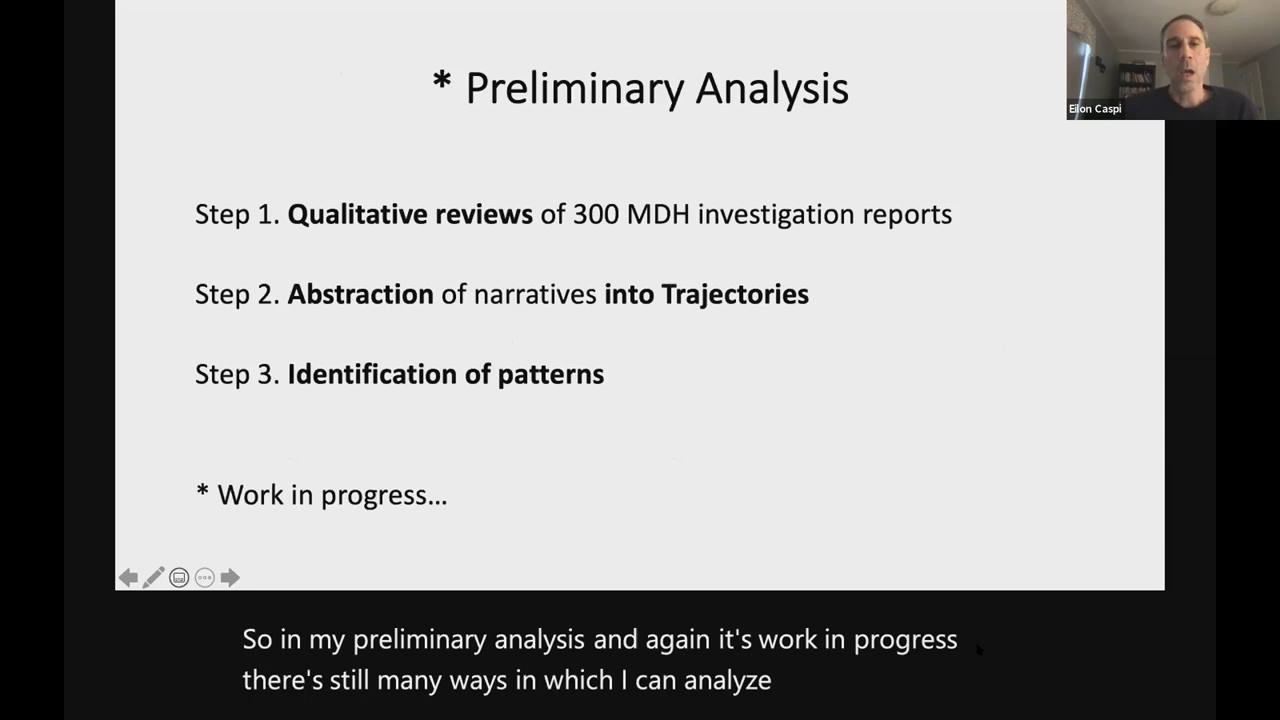 * Preliminary Analysis
Eilon Caspi
Step 1. Qualitative reviews of 300 MDH investigation reports
Step 2. Abstraction of narratives into Trajectories
Step 3. Identification of patterns
* Work in progress...
So in my preliminary analysis and again it's work in progress
there's still many ways in which I can analyze